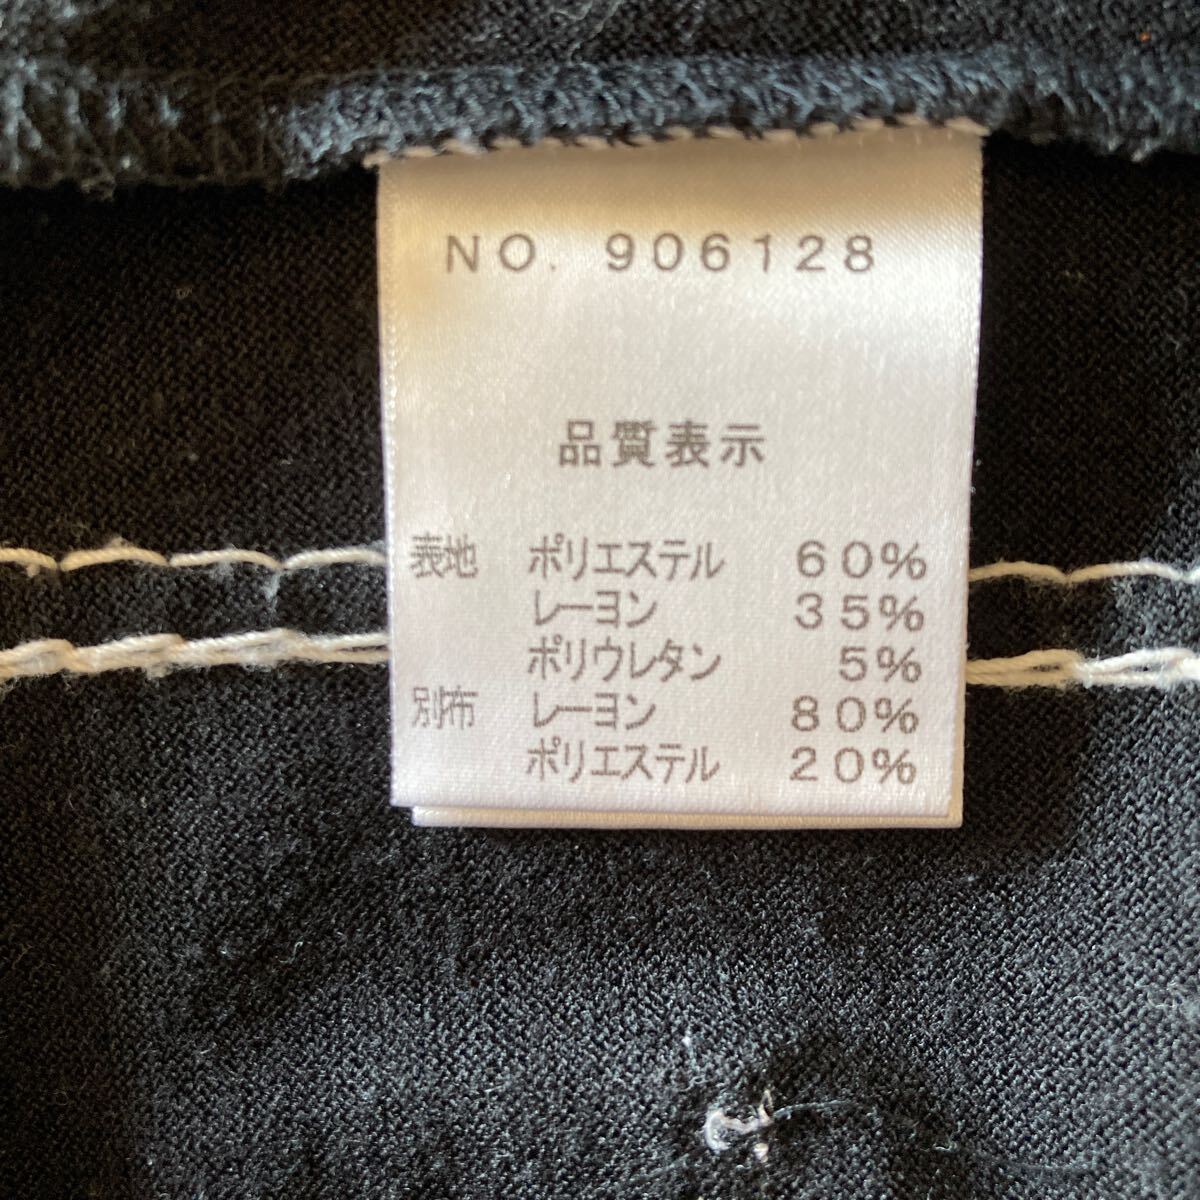 NO. 906128
品質表示
表地 ポリエステル 60%
レーヨン 35%
ポリウレタン 5%
別布 レーヨン 80%
ポリエステル 20%